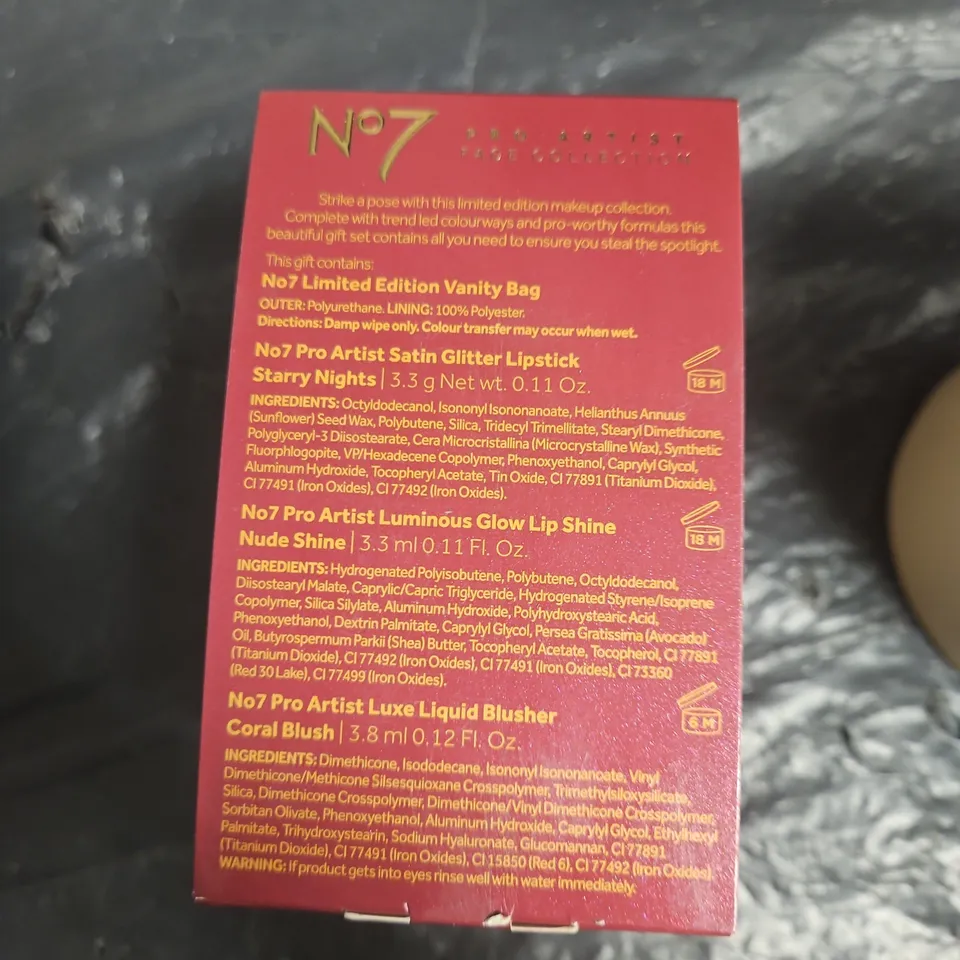 No7 PRO ARTIST
FACE COLLECTION
Strike a pose with this limited edition makeup collection.
Complete with trend led colourways and pro-worthy formulas this
beautiful gift set contains all you need to ensure you steal the spotlight.
This gift contains:
No7 Limited Edition Vanity Bag
OUTER: Polyurethane. LINING: 100% Polyester.
Directions: Damp wipe only. Colour transfer may occur when wet.
No7 Pro Artist Satin Glitter Lipstick
Starry Nights | 3.3 g Net wt. 0.11 Oz.
18 M
INGREDIENTS: Octyldodecanol, Isononyl Isononanoate, Helianthus Annuus
(Sunflower) Seed Wax, Polybutene, Silica, Tridecyl Trimellitate, Stearyl Dimethicone,
Polyglyceryl-3 Diisostearate, Cera Microcristallina (Microcrystalline Wax), Synthetic
Fluorphlogopite, VP/Hexadecene Copolymer, Phenoxyethanol, Caprylyl Glycol,
Aluminum Hydroxide, Tocopheryl Acetate, Tin Oxide, CI 77891 (Titanium Dioxide),
CI 77491 (Iron Oxides), CI 77492 (Iron Oxides).
No7 Pro Artist Luminous Glow Lip Shine
Nude Shine | 3.3 ml 0.11 Fl. Oz.
18 M
INGREDIENTS: Hydrogenated Polyisobutene, Polybutene, Octyldodecanol,
Diisostearyl Malate, Caprylic/Capric Triglyceride, Hydrogenated Styrene/Isoprene
Copolymer, Silica Silylate, Aluminum Hydroxide, Polyhydroxystearic Acid,
Phenoxyethanol, Dextrin Palmitate, Caprylyl Glycol, Persea Gratissima (Avocado)
Oil, Butyrospermum Parkii (Shea) Butter, Tocopheryl Acetate, Tocopherol, CI 77891
(Titanium Dioxide), CI 77492 (Iron Oxides), CI 77491 (Iron Oxides), CI 73360
(Red 30 Lake), CI 77499 (Iron Oxides).
No7 Pro Artist Luxe Liquid Blusher
Coral Blush | 3.8 ml 0.12 Fl. Oz.
6 M
INGREDIENTS: Dimethicone, Isododecane, Isononyl Isononanoate, Vinyl
Dimethicone/Methicone Silsesquioxane Crosspolymer, Trimethylsiloxysilicate,
Silica, Dimethicone Crosspolymer, Dimethicone/Vinyl Dimethicone Crosspolymer,
Sorbitan Olivate, Phenoxyethanol, Aluminum Hydroxide, Caprylyl Glycol, Ethylhexyl
Palmitate, Trihydroxystearin, Sodium Hyaluronate, Glucomannan, CI 77891
(Titanium Dioxide), CI 77491 (Iron Oxides), CI 15850 (Red 6), CI 77492 (Iron Oxides).
WARNING: If product gets into eyes rinse well with water immediately.